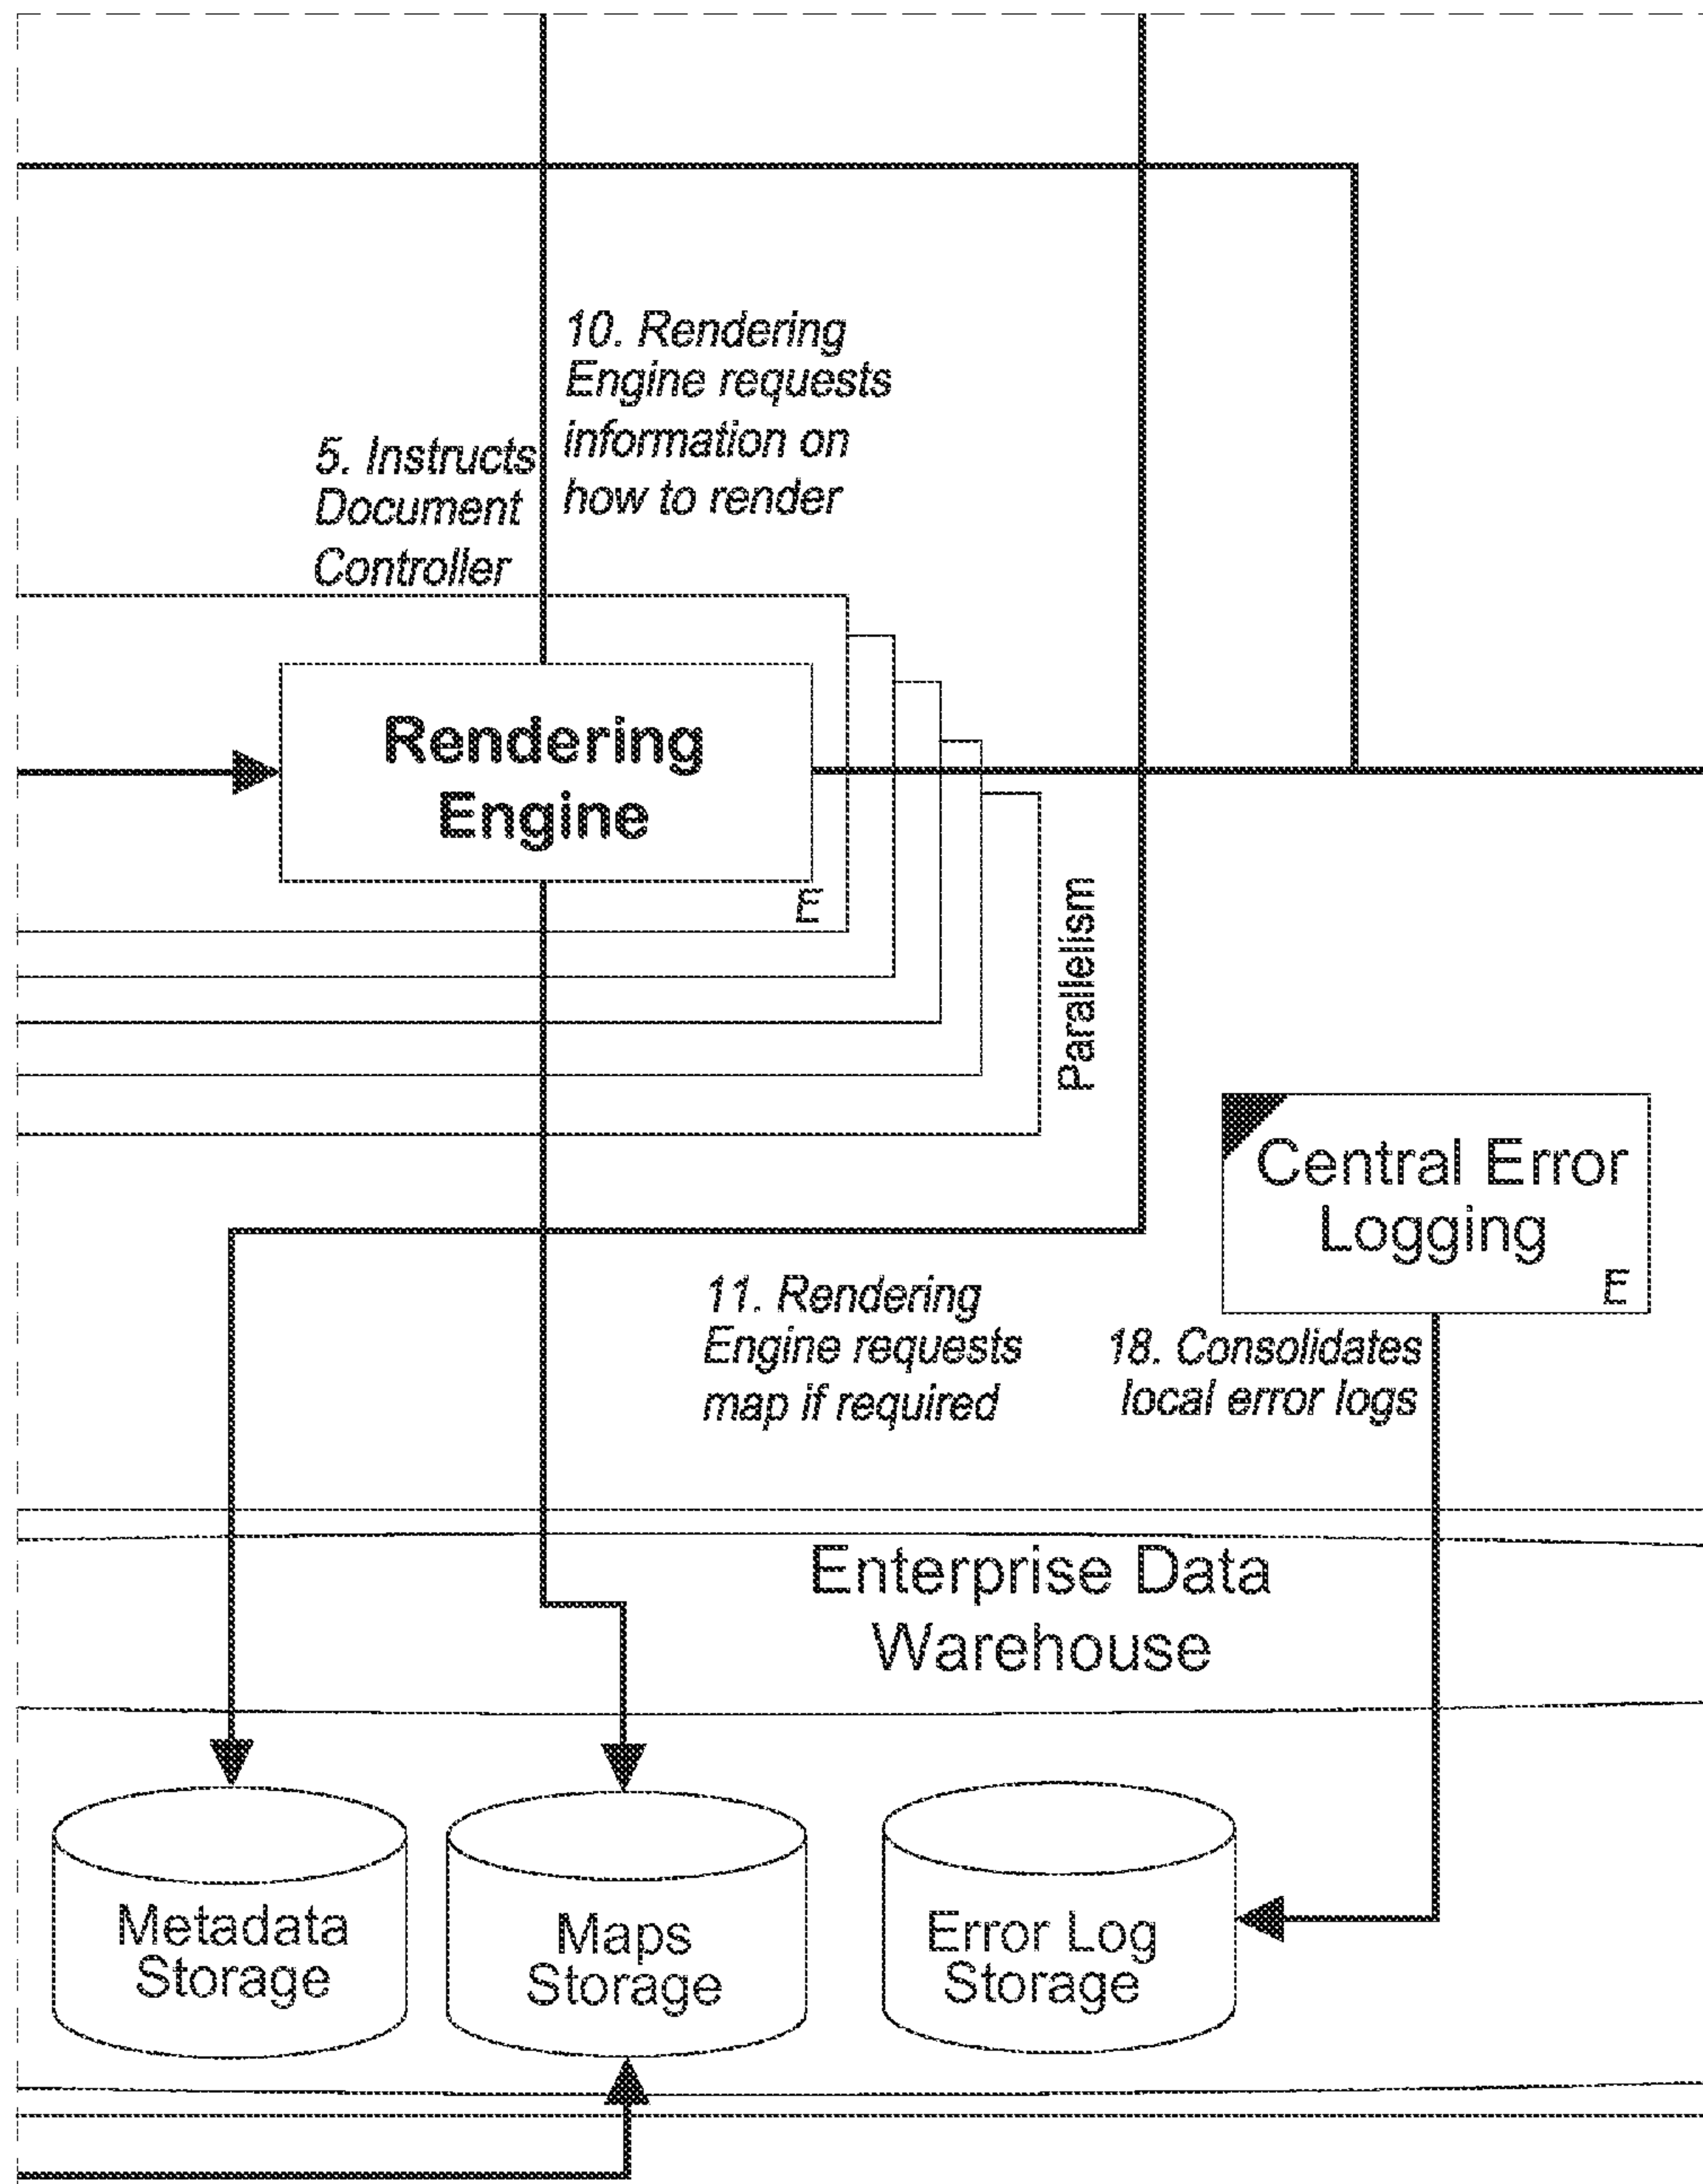 10. Rendering
Engine requests
information on
how to render
5. Instructs
Document
Controller
Rendering
Engine
E
Parallelism
Central Error
Logging
E
11. Rendering
Engine requests
map if required
18. Consolidates
local error logs
Enterprise Data
Warehouse
Metadata
Storage
Maps
Storage
Error Log
Storage